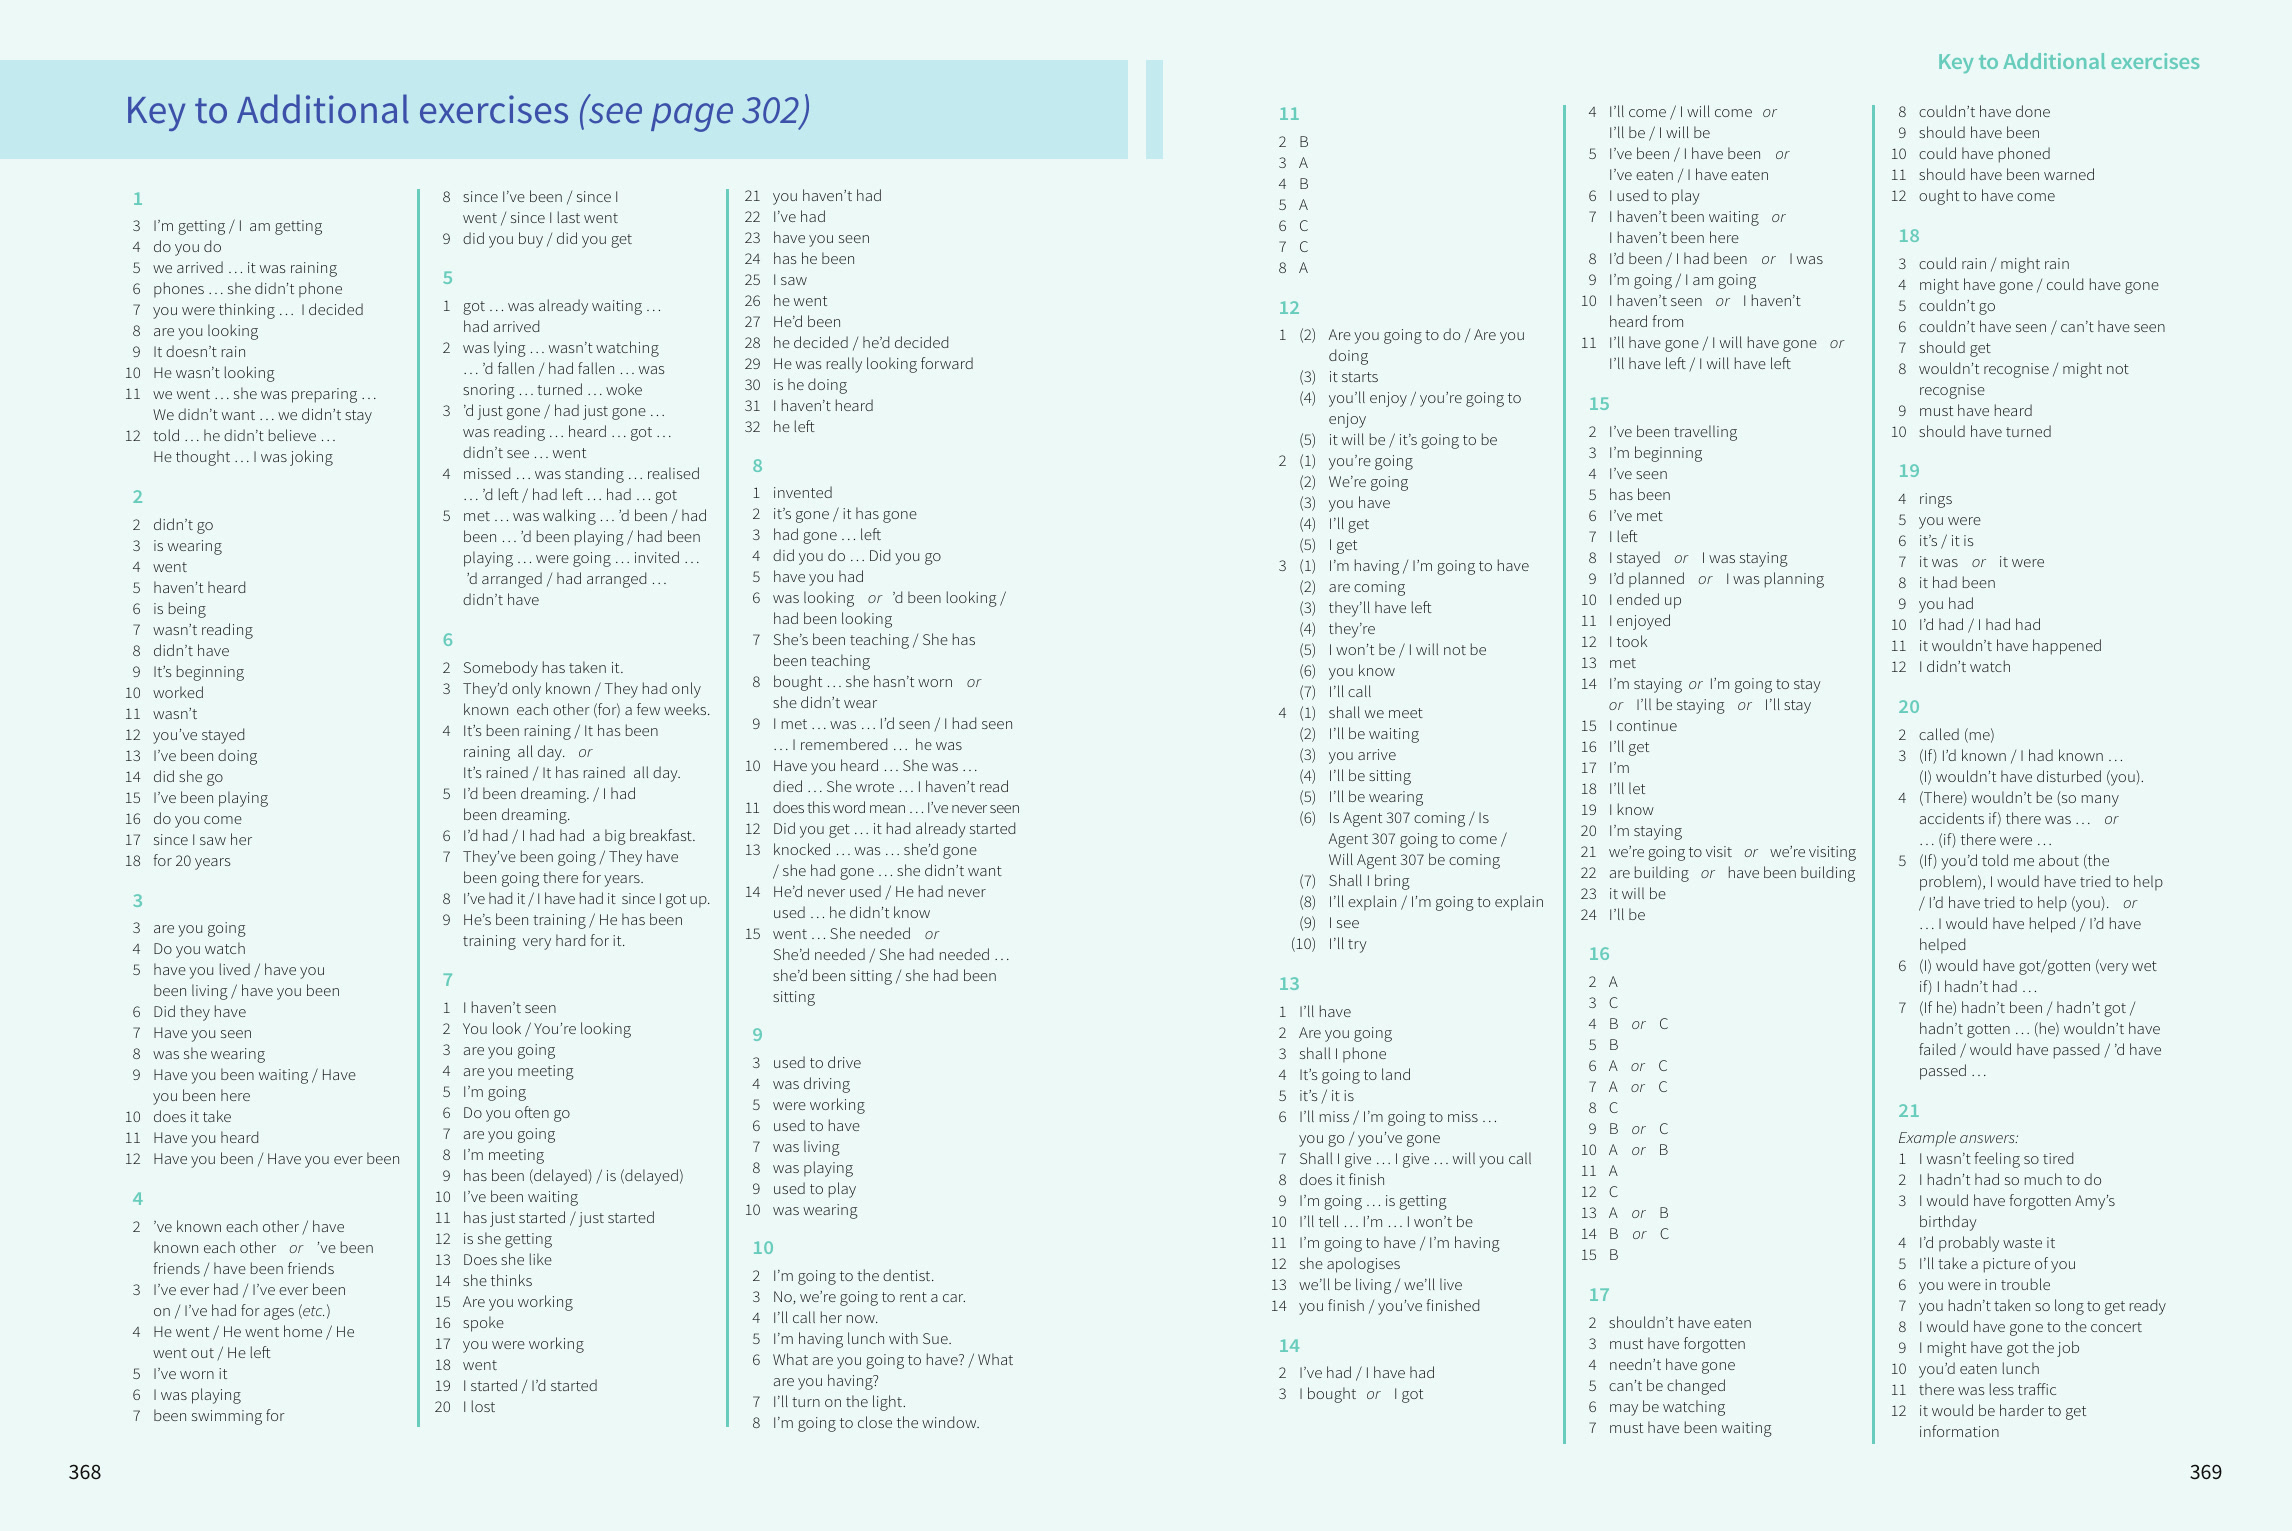 Key to Additional exercises (see page 302)
1
3 I’m getting / I am getting
4 do you do
5 we arrived … it was raining
6 phones … she didn’t phone
7 you were thinking … I decided
8 are you looking
9 It doesn’t rain
10 He wasn’t looking
11 we went … she was preparing …
We didn’t want … we didn’t stay
12 told … he didn’t believe …
He thought … I was joking
2
2 didn’t go
3 is wearing
4 went
5 haven’t heard
6 is being
7 wasn’t reading
8 didn’t have
9 It’s beginning
10 worked
11 wasn’t
12 you’ve stayed
13 I’ve been doing
14 did she go
15 I’ve been playing
16 do you come
17 since I saw her
18 for 20 years
3
3 are you going
4 Do you watch
5 have you lived / have you
been living / have you been
6 Did they have
7 Have you seen
8 was she wearing
9 Have you been waiting / Have
you been here
10 does it take
11 Have you heard
12 Have you been / Have you ever been
4
2 ’ve known each other / have
known each other or ’ve been
friends / have been friends
3 I’ve ever had / I’ve ever been
on / I’ve had for ages (etc.)
4 He went / He went home / He
went out / He left
5 I’ve worn it
6 I was playing
7 been swimming for
8 since I’ve been / since I
went / since I last went
9 did you buy / did you get
5
1 got … was already waiting …
had arrived
2 was lying … wasn’t watching
… ’d fallen / had fallen … was
snoring … turned … woke
3 ’d just gone / had just gone …
was reading … heard … got …
didn’t see … went
4 missed … was standing … realised
… ’d left / had left … had … got
5 met … was walking … ’d been / had
been … ’d been playing / had been
playing … were going … invited …
’d arranged / had arranged …
didn’t have
6
2 Somebody has taken it.
3 They’d only known / They had only
known each other (for) a few weeks.
4 It’s been raining / It has been
raining all day. or
It’s rained / It has rained all day.
5 I’d been dreaming. / I had
been dreaming.
6 I’d had / I had had a big breakfast.
7 They’ve been going / They have
been going there for years.
8 I’ve had it / I have had it since I got up.
9 He’s been training / He has been
training very hard for it.
7
1 I haven’t seen
2 You look / You’re looking
3 are you going
4 are you meeting
5 I’m going
6 Do you often go
7 are you going
8 I’m meeting
9 has been (delayed) / is (delayed)
10 I’ve been waiting
11 has just started / just started
12 is she getting
13 Does she like
14 she thinks
15 Are you working
16 spoke
17 you were working
18 went
19 I started / I’d started
20 I lost
21 you haven’t had
22 I’ve had
23 have you seen
24 has he been
25 I saw
26 he went
27 He’d been
28 he decided / he’d decided
29 He was really looking forward
30 is he doing
31 I haven’t heard
32 he left
8
1 invented
2 it’s gone / it has gone
3 had gone … left
4 did you do … Did you go
5 have you had
6 was looking or ’d been looking /
had been looking
7 She’s been teaching / She has
been teaching
8 bought … she hasn’t worn or
she didn’t wear
9 I met … was … I’d seen / I had seen
… I remembered … he was
10 Have you heard … She was …
died … She wrote … I haven’t read
11 does this word mean … I’ve never seen
12 Did you get … it had already started
13 knocked … was … she’d gone
/ she had gone … she didn’t want
14 He’d never used / He had never
used … he didn’t know
15 went … She needed or
She’d needed / She had needed …
she’d been sitting / she had been
sitting
9
3 used to drive
4 was driving
5 were working
6 used to have
7 was living
8 was playing
9 used to play
10 was wearing
10
2 I’m going to the dentist.
3 No, we’re going to rent a car.
4 I’ll call her now.
5 I’m having lunch with Sue.
6 What are you going to have? / What
are you having?
7 I’ll turn on the light.
8 I’m going to close the window.
368
Key to Additional exercises
11
2 B
3 A
4 B
5 A
6 C
7 C
8 A
12
1 (2) Are you going to do / Are you
doing
(3) it starts
(4) you’ll enjoy / you’re going to
enjoy
(5) it will be / it’s going to be
2 (1) you’re going
(2) We’re going
(3) you have
(4) I’ll get
(5) I get
3 (1) I’m having / I’m going to have
(2) are coming
(3) they’ll have left
(4) they’re
(5) I won’t be / I will not be
(6) you know
(7) I’ll call
4 (1) shall we meet
(2) I’ll be waiting
(3) you arrive
(4) I’ll be sitting
(5) I’ll be wearing
(6) Is Agent 307 coming / Is
Agent 307 going to come /
Will Agent 307 be coming
(7) Shall I bring
(8) I’ll explain / I’m going to explain
(9) I see
(10) I’ll try
13
1 I’ll have
2 Are you going
3 shall I phone
4 It’s going to land
5 it’s / it is
6 I’ll miss / I’m going to miss …
you go / you’ve gone
7 Shall I give … I give … will you call
8 does it finish
9 I’m going … is getting
10 I’ll tell … I’m … I won’t be
11 I’m going to have / I’m having
12 she apologises
13 we’ll be living / we’ll live
14 you finish / you’ve finished
14
2 I’ve had / I have had
3 I bought or I got
4 I’ll come / I will come or
I’ll be / I will be
5 I’ve been / I have been or
I’ve eaten / I have eaten
6 I used to play
7 I haven’t been waiting or
I haven’t been here
8 I’d been / I had been or I was
9 I’m going / I am going
10 I haven’t seen or I haven’t
heard from
11 I’ll have gone / I will have gone or
I’ll have left / I will have left
15
2 I’ve been travelling
3 I’m beginning
4 I’ve seen
5 has been
6 I’ve met
7 I left
8 I stayed or I was staying
9 I’d planned or I was planning
10 I ended up
11 I enjoyed
12 I took
13 met
14 I’m staying or I’m going to stay
or I’ll be staying or I’ll stay
15 I continue
16 I’ll get
17 I’m
18 I’ll let
19 I know
20 I’m staying
21 we’re going to visit or we’re visiting
22 are building or have been building
23 it will be
24 I’ll be
16
2 A
3 C
4 B or C
5 B
6 A or C
7 A or C
8 C
9 B or C
10 A or B
11 A
12 C
13 A or B
14 B or C
15 B
17
2 shouldn’t have eaten
3 must have forgotten
4 needn’t have gone
5 can’t be changed
6 may be watching
7 must have been waiting
8 couldn’t have done
9 should have been
10 could have phoned
11 should have been warned
12 ought to have come
18
3 could rain / might rain
4 might have gone / could have gone
5 couldn’t go
6 couldn’t have seen / can’t have seen
7 should get
8 wouldn’t recognise / might not
recognise
9 must have heard
10 should have turned
19
4 rings
5 you were
6 it’s / it is
7 it was or it were
8 it had been
9 you had
10 I’d had / I had had
11 it wouldn’t have happened
12 I didn’t watch
20
2 called (me)
3 (If) I’d known / I had known …
(I) wouldn’t have disturbed (you).
4 (There) wouldn’t be (so many
accidents if) there was … or
… (if) there were …
5 (If) you’d told me about (the
problem), I would have tried to help
/ I’d have tried to help (you). or
… I would have helped / I’d have
helped
6 (I) would have got/gotten (very wet
if) I hadn’t had …
7 (If he) hadn’t been / hadn’t got /
hadn’t gotten … (he) wouldn’t have
failed / would have passed / ’d have
passed …
21
Example answers:
1 I wasn’t feeling so tired
2 I hadn’t had so much to do
3 I would have forgotten Amy’s
birthday
4 I’d probably waste it
5 I’ll take a picture of you
6 you were in trouble
7 you hadn’t taken so long to get ready
8 I would have gone to the concert
9 I might have got the job
10 you’d eaten lunch
11 there was less traffic
12 it would be harder to get
information
369